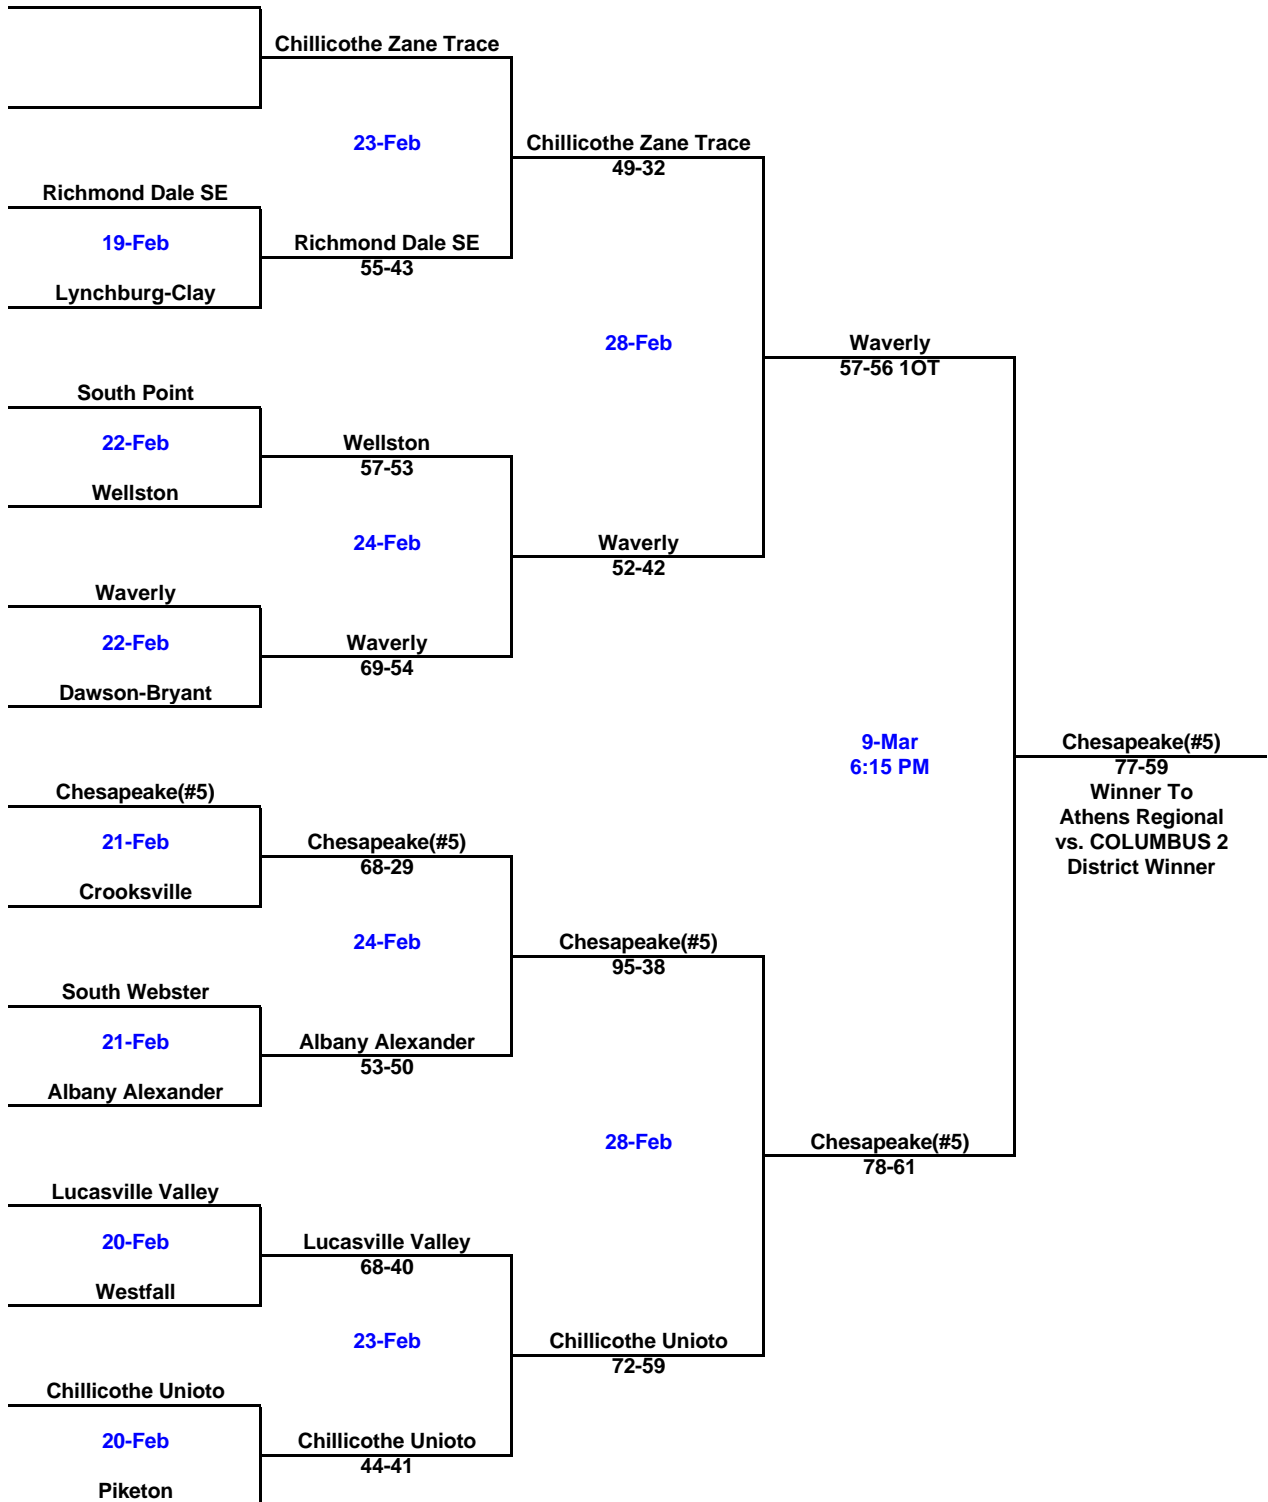 Chillicothe Zane Trace
23-Feb
Chillicothe Zane Trace
49-32
Richmond Dale SE
19-Feb
Richmond Dale SE
55-43
Lynchburg-Clay
28-Feb
Waverly
57-56 1OT
South Point
22-Feb
Wellston
57-53
Wellston
24-Feb
Waverly
52-42
Waverly
22-Feb
Waverly
69-54
Dawson-Bryant
9-Mar
6:15 PM
Chesapeake(#5)
77-59
Winner To
Athens Regional
vs. COLUMBUS 2
District Winner
Chesapeake(#5)
21-Feb
Chesapeake(#5)
68-29
Crooksville
24-Feb
Chesapeake(#5)
95-38
South Webster
21-Feb
Albany Alexander
53-50
Albany Alexander
28-Feb
Chesapeake(#5)
78-61
Lucasville Valley
20-Feb
Lucasville Valley
68-40
Westfall
23-Feb
Chillicothe Unioto
72-59
Chillicothe Unioto
20-Feb
Chillicothe Unioto
44-41
Piketon